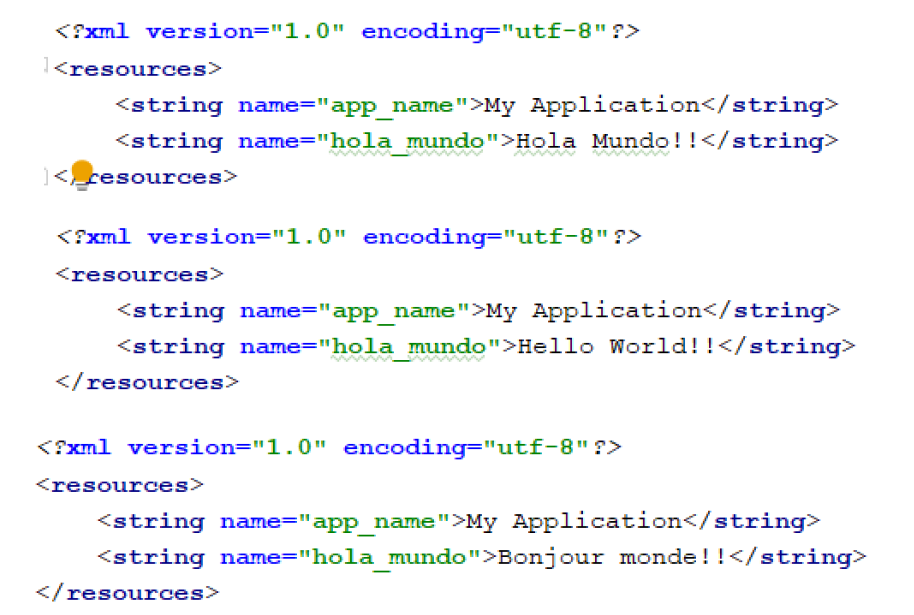 <?xml version="1.0" encoding="utf-8"?>
<resources>
<string name="app_name">My Application</string>
<string name="hola_mundo">Hola Mundo!!</string>
</resources>
<?xml version="1.0" encoding="utf-8"?>
<resources>
<string name="app_name">My Application</string>
<string name="hola_mundo">Hello World!!</string>
</resources>
<?xml version="1.0" encoding="utf-8"?>
<resources>
<string name="app_name">My Application</string>
<string name="hola_mundo">Bonjour monde!!</string>
</resources>